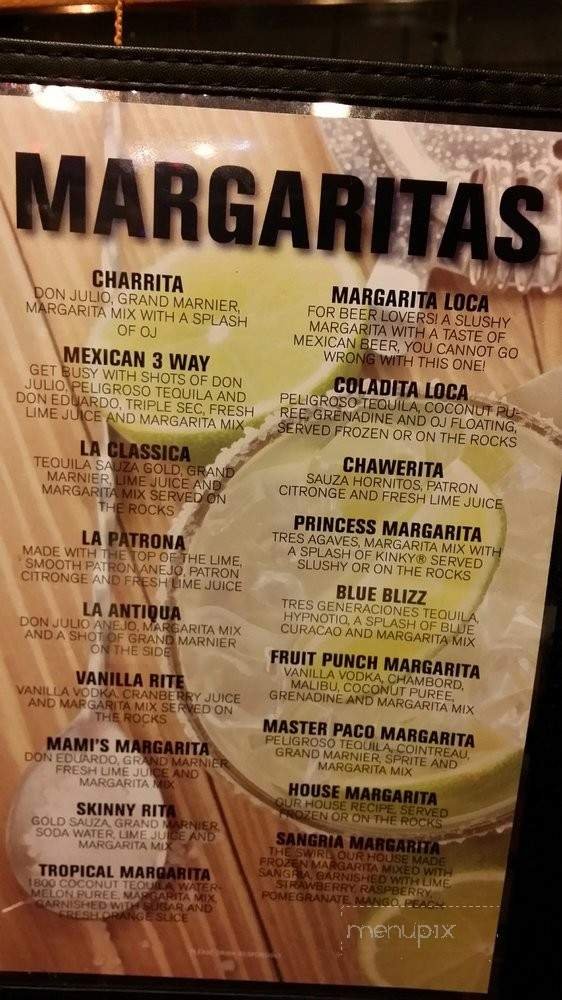 MARGARITAS
CHARRITA
DON JULIO, GRAND MARNIER,
MARGARITA MIX WITH A SPLASH
OF OJ
MEXICAN 3 WAY
GET BUSY WITH SHOTS OF DON
JULIO, PELIGROSO TEQUILA AND
DON EDUARDO, TRIPLE SEC, FRESH
LIME JUICE AND MARGARITA MIX
LA CLASSICA
TEQUILA SAUZA GOLD, GRAND
MARNIER, LIME JUICE AND
MARGARITA MIX SERVED ON
THE ROCKS
LA PATRONA
MADE WITH THE TOP OF THE LIME,
SMOOTH PATRON ANEJO, PATRON
CITRONGE AND FRESH LIME JUICE
LA ANTIQUA
DON JULIO ANEJO, MARGARITA MIX
AND A SHOT OF GRAND MARNIER
ON THE SIDE
VANILLA RITE
VANILLA VODKA, CRANBERRY JUICE
AND MARGARITA MIX SERVED ON
THE ROCKS
MAMI'S MARGARITA
DON EDUARDO, GRAND MARNIER
FRESH LIME JUICE AND
MARGARITA MIX
SKINNY RITA
GOLD SAUZA, GRAND MARNIER,
SODA WATER, LIME JUICE AND
MARGARITA MIX
TROPICAL MARGARITA
1800 COCONUT TEQUILA, WATER-
MELON PUREE, MARGARITA MIX,
GARNISHED WITH SUGAR AND
FRESH ORANGE SLICE
MARGARITA LOCA
FOR BEER LOVERS! A SLUSHY
MARGARITA WITH A TASTE OF
MEXICAN BEER, YOU CANNOT GO
WRONG WITH THIS ONE!
COLADITA LOCA
PELIGROSO TEQUILA, COCONUT PU-
REE, GRENADINE AND OJ FLOATING,
SERVED FROZEN OR ON THE ROCKS
CHAWERITA
SAUZA HORNITOS, PATRON
CITRONGE AND FRESH LIME JUICE
PRINCESS MARGARITA
TRES AGAVES, MARGARITA MIX WITH
A SPLASH OF KINKY® SERVED
SLUSHY OR ON THE ROCKS
BLUE BLIZZ
TRES GENERACIONES TEQUILA,
HYPNOTIQ, A SPLASH OF BLUE
CURACAO AND MARGARITA MIX
FRUIT PUNCH MARGARITA
VANILLA VODKA, CHAMBORD,
MALIBU, COCONUT PUREE,
GRENADINE AND MARGARITA MIX
MASTER PACO MARGARITA
PELIGROSO TEQUILA, COINTREAU,
GRAND MARNIER, SPRITE AND
MARGARITA MIX
HOUSE MARGARITA
OUR HOUSE RECIPE SERVED
FROZEN OR ON THE ROCKS
SANGRIA MARGARITA
THE SWIRL OUR HOUSE MADE
FROZEN MARGARITA MIXED WITH
SANGRIA, GARNISHED WITH LIME,
STRAWBERRY, RASPBERRY,
POMEGRANATE, MANGO, PEACH
PLEASE DRINK RESPONSIBLY
menupix